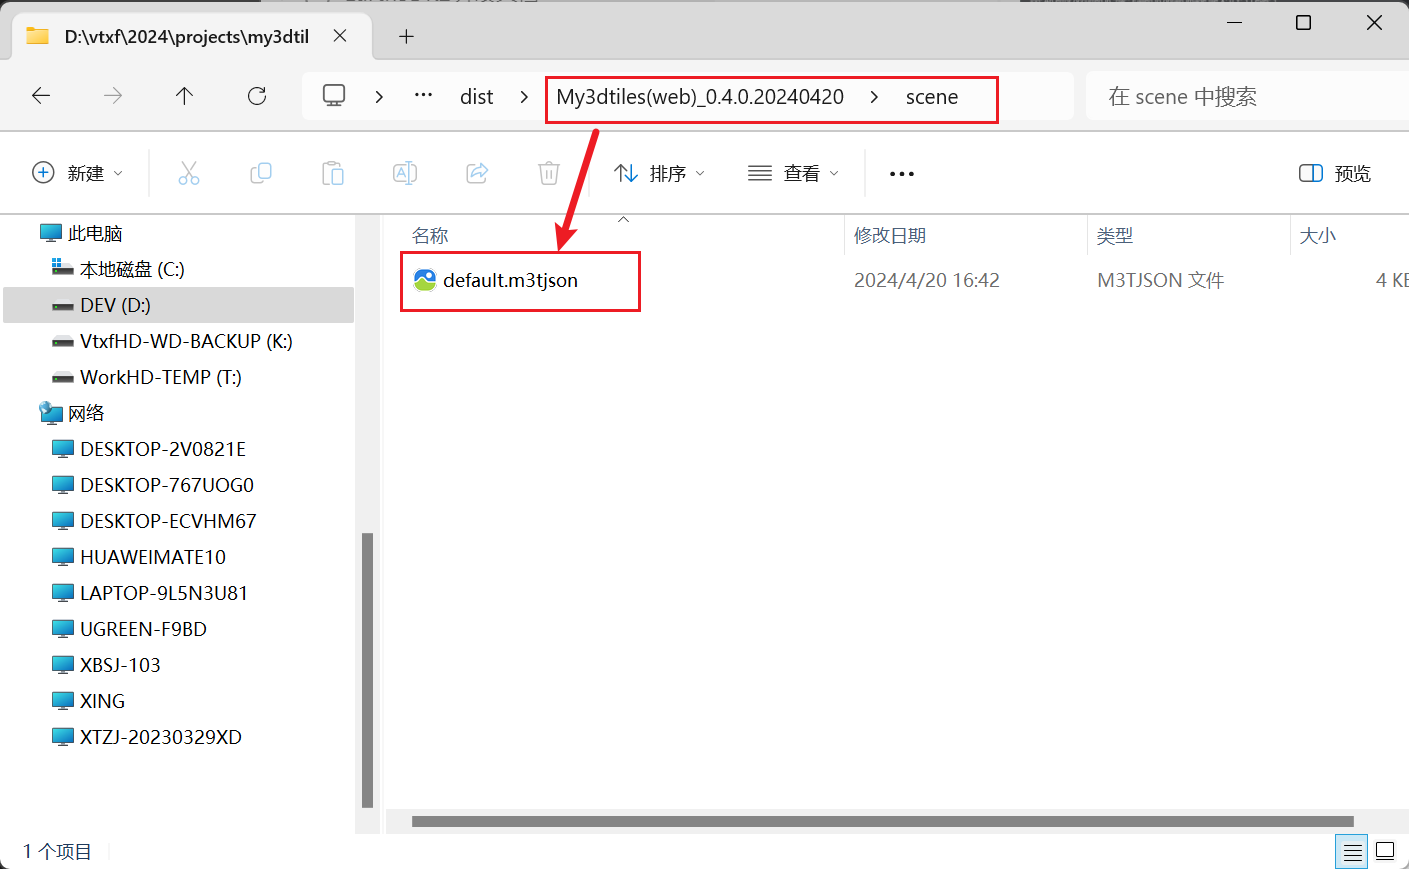 D:\vtxf\2024\projects\my3dtil
dist > My3dtiles(web)_0.4.0.20240420 > scene
在 scene 中搜索
新建
排序
查看
预览
此电脑
本地磁盘 (C:)
DEV (D:)
VtxfHD-WD-BACKUP (K:)
WorkHD-TEMP (T:)
网络
DESKTOP-2V0821E
DESKTOP-767UOG0
DESKTOP-ECVHM67
HUAWEIMATE10
LAPTOP-9L5N3U81
UGREEN-F9BD
XBSJ-103
XING
XTZJ-20230329XD
名称 修改日期 类型 大小
default.m3tjson 2024/4/20 16:42 M3TJSON 文件 4 KB
1 个项目